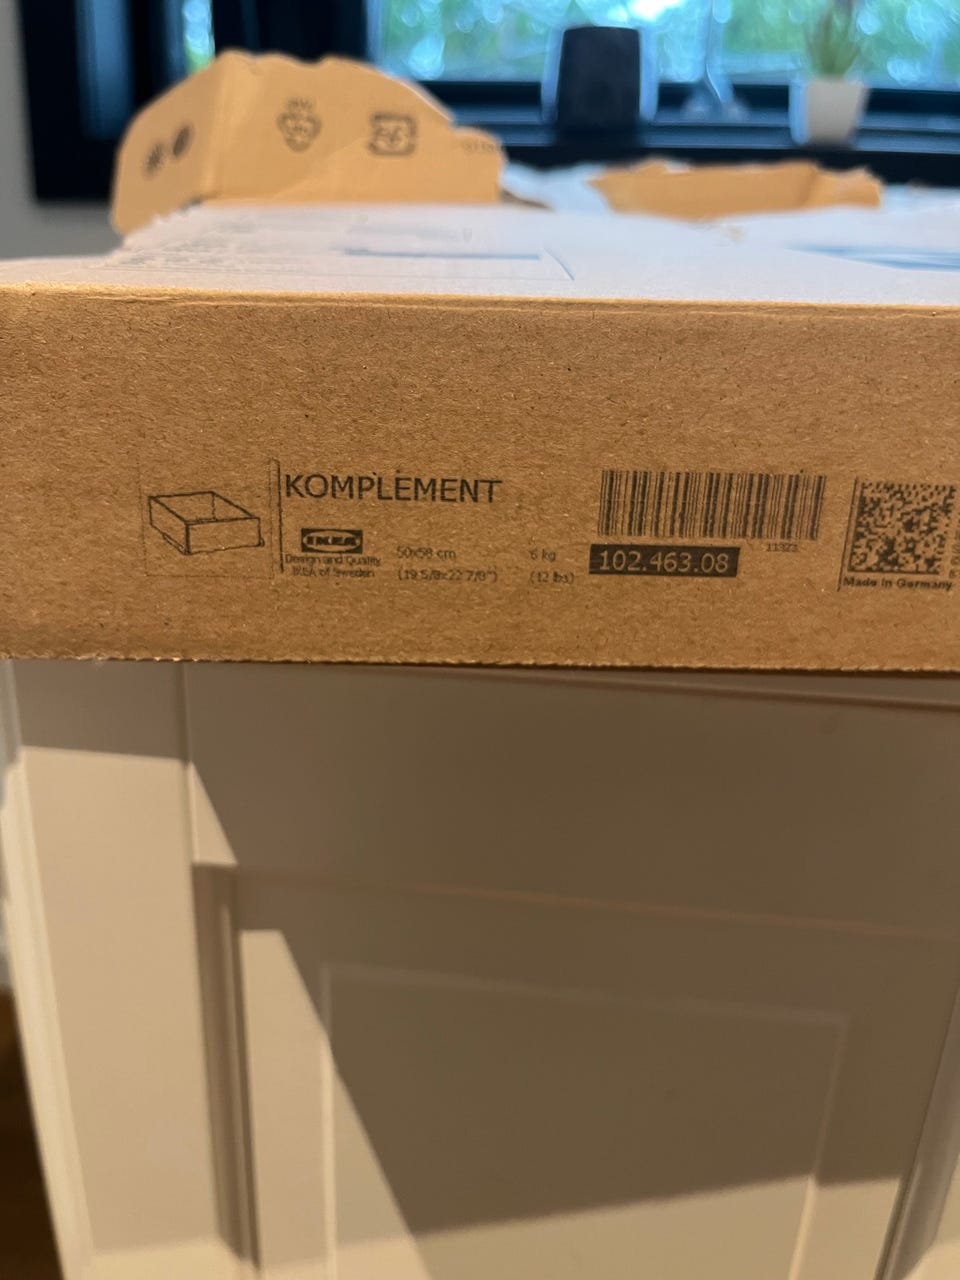 KOMPLEMENT
IKEA
Design and Quality
IKEA of Sweden
50x58 cm
(19 5/8x22 7/8")
6 kg
(12 lbs)
11323
102.463.08
Made in Germany